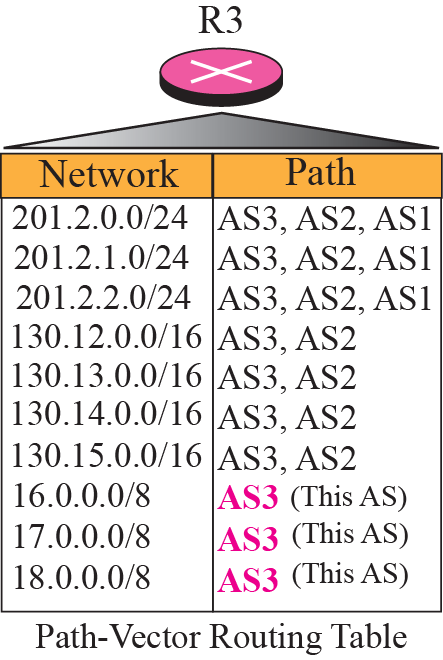 R3
Network Path
201.2.0.0/24 AS3, AS2, AS1
201.2.1.0/24 AS3, AS2, AS1
201.2.2.0/24 AS3, AS2, AS1
130.12.0.0/16 AS3, AS2
130.13.0.0/16 AS3, AS2
130.14.0.0/16 AS3, AS2
130.15.0.0/16 AS3, AS2
16.0.0.0/8 AS3 (This AS)
17.0.0.0/8 AS3 (This AS)
18.0.0.0/8 AS3 (This AS)
Path-Vector Routing Table